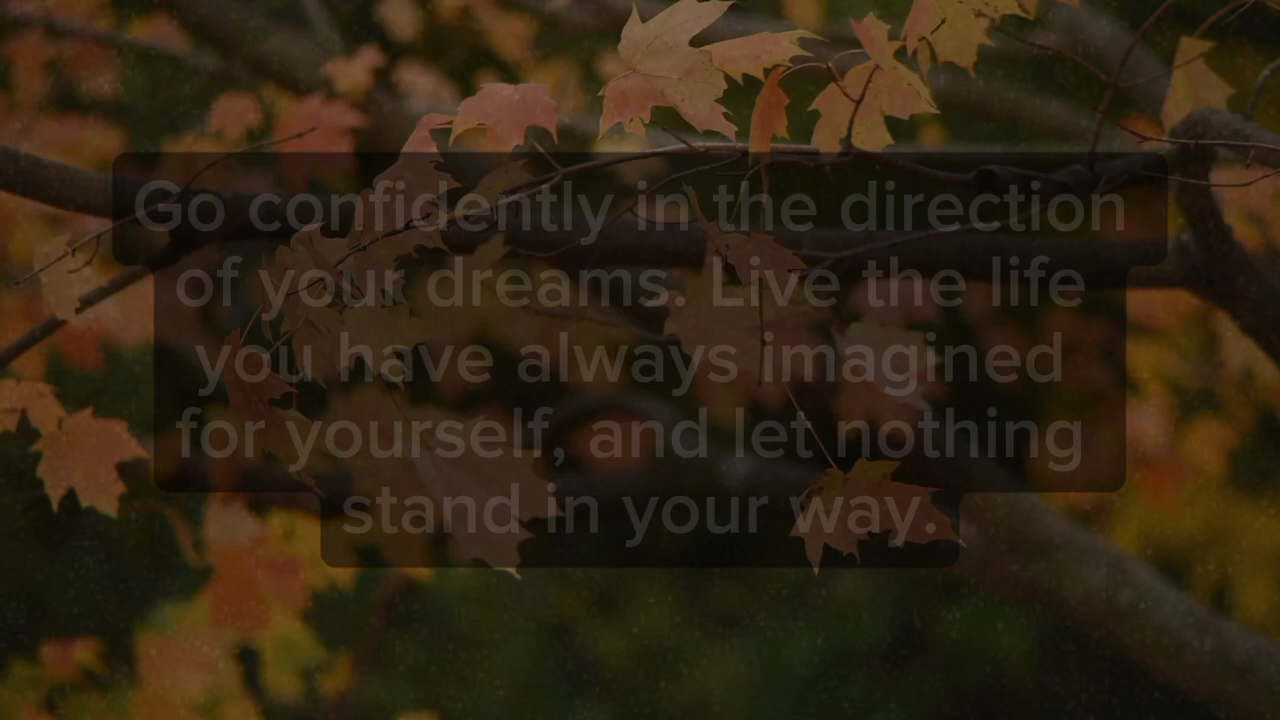 Go confidently in the direction
of your dreams. Live the life
you have always imagined
for yourself, and let nothing
stand in your way.